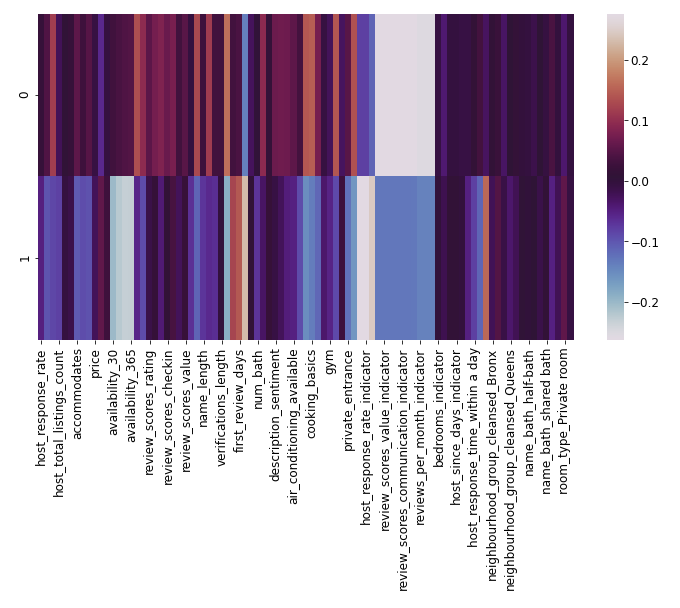 0
1
0.2
0.1
0.0
−0.1
−0.2
host_response_rate
host_total_listings_count
accommodates
price
availability_30
availability_365
review_scores_rating
review_scores_checkin
review_scores_value
name_length
verifications_length
first_review_days
num_bath
description_sentiment
air_conditioning_available
cooking_basics
gym
private_entrance
host_response_rate_indicator
review_scores_value_indicator
review_scores_communication_indicator
reviews_per_month_indicator
bedrooms_indicator
host_since_days_indicator
host_response_time_within a day
neighbourhood_group_cleansed_Bronx
neighbourhood_group_cleansed_Queens
name_bath_half-bath
name_bath_shared bath
room_type_Private room